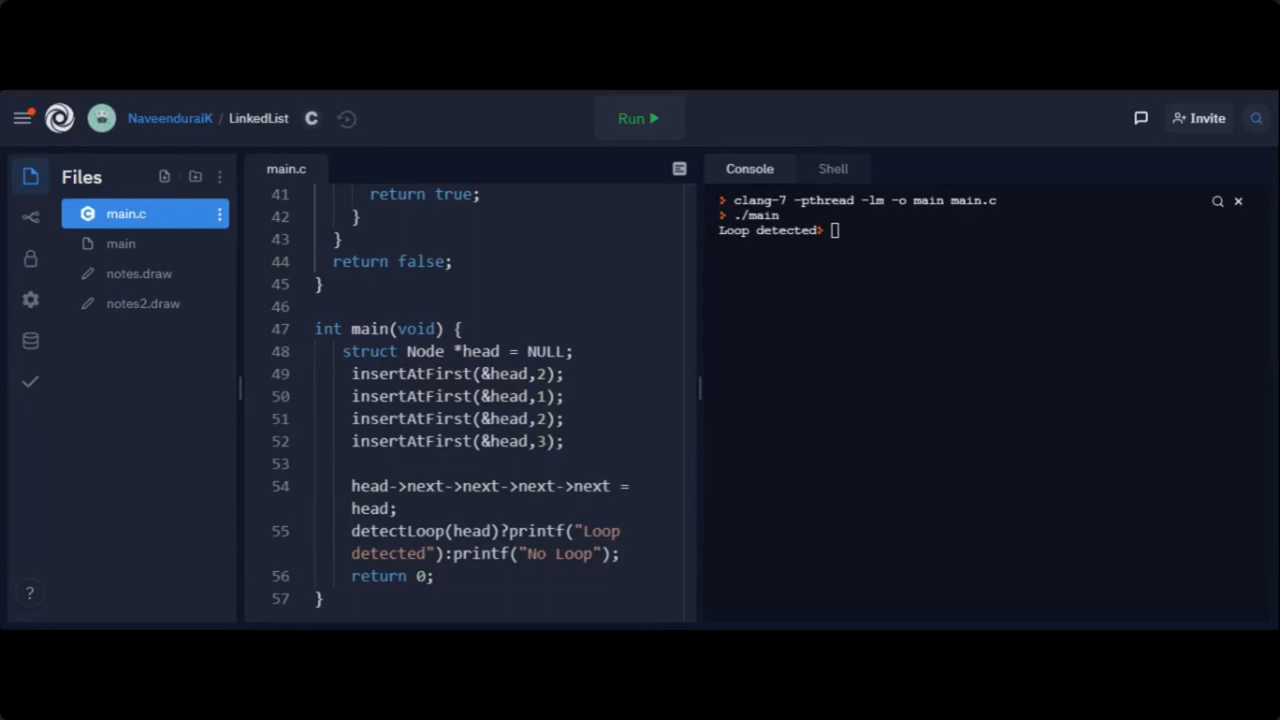 NaveenduraiK / LinkedList
Run
Invite
Files
main.c
main
notes.draw
notes2.draw
?
main.c
41 return true;
42 }
43 }
44 return false;
45 }
46
47 int main(void) {
48 struct Node *head = NULL;
49 insertAtFirst(&head,2);
50 insertAtFirst(&head,1);
51 insertAtFirst(&head,2);
52 insertAtFirst(&head,3);
53
54 head->next->next->next->next =
head;
55 detectLoop(head)?printf("Loop
detected"):printf("No Loop");
56 return 0;
57 }
Console Shell
> clang-7 -pthread -lm -o main main.c
> ./main
Loop detected>